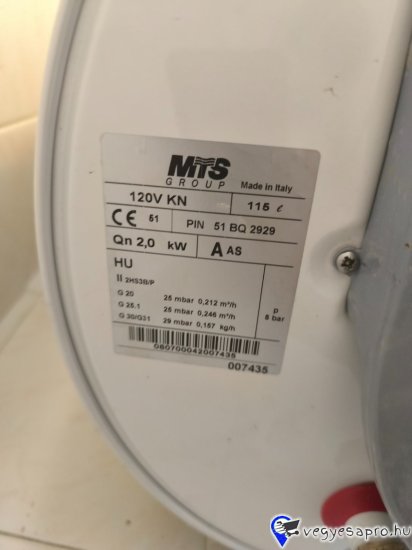 MTS
GROUP
Made in Italy
120V KN
115 ℓ
CE 51
PIN 51 BQ 2929
Qn 2,0 kW
A AS
HU
II 2HS3B/P
G 20 25 mbar 0,212 m³/h
G 25.1 25 mbar 0,246 m³/h
G 30/G31 29 mbar 0,157 kg/h
p
8 bar
080700042007435
007435
vegyesapro.hu